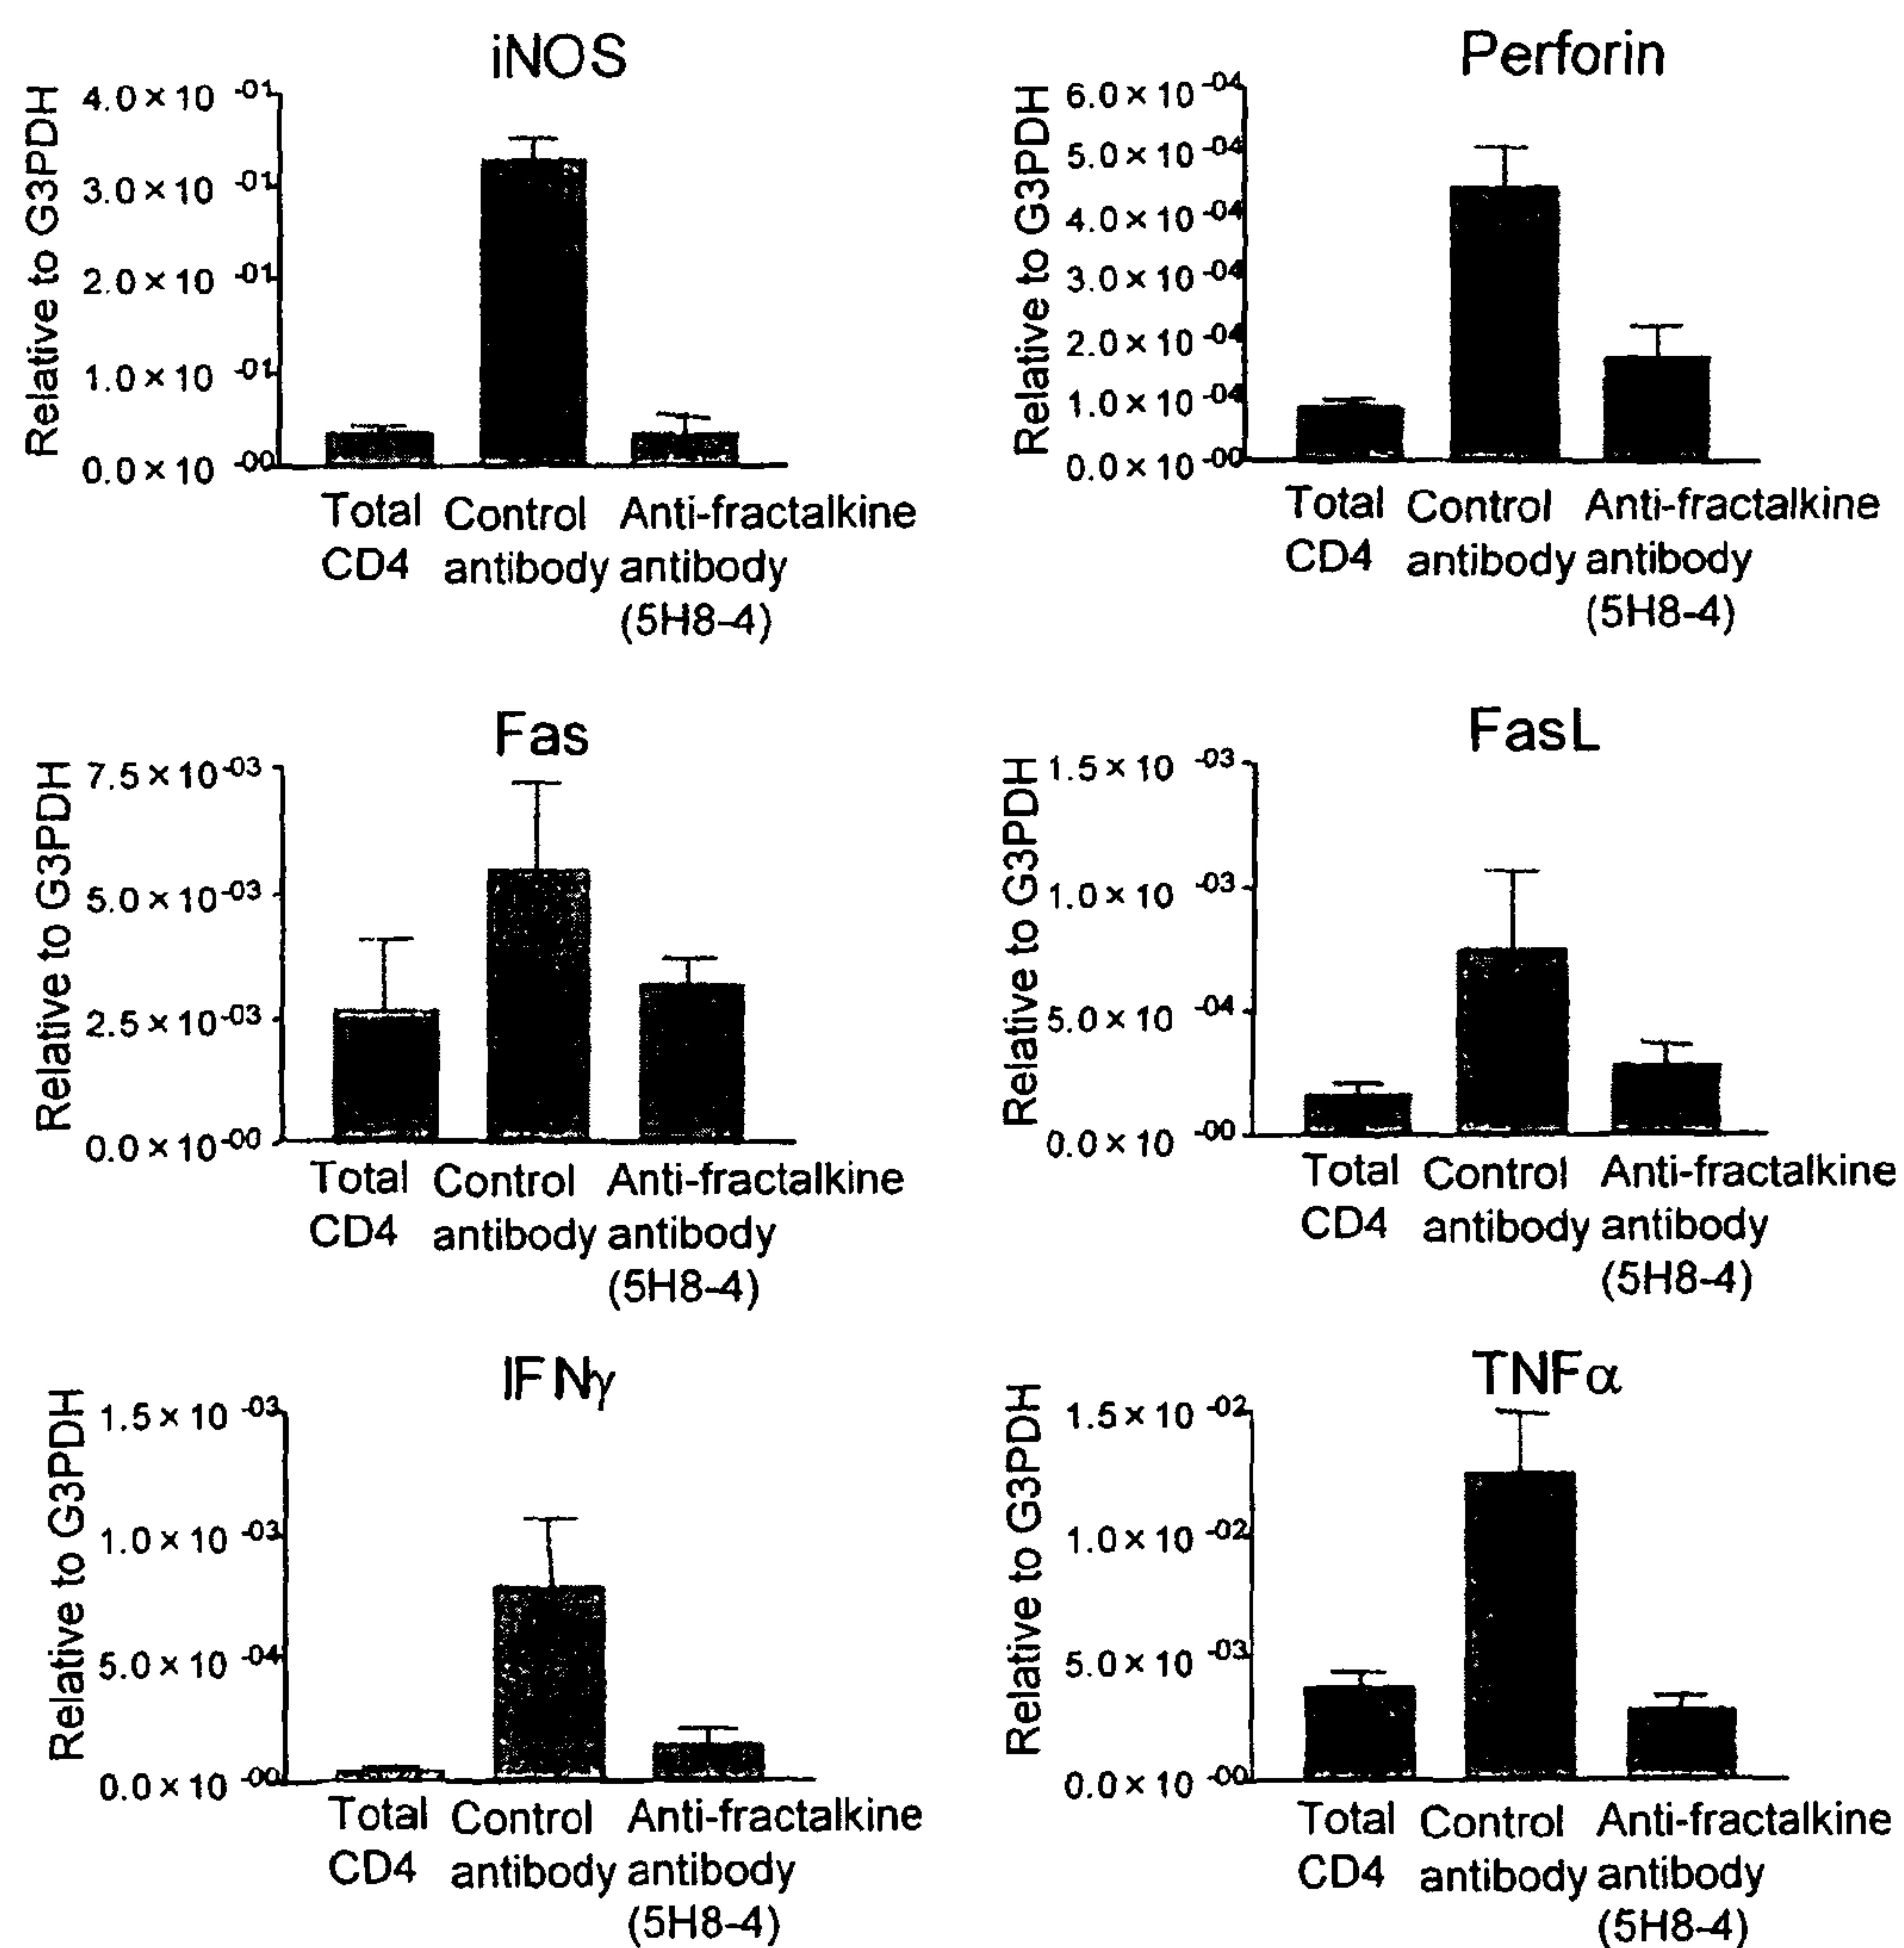 iNOS
Relative to G3PDH
4.0×10 -01
3.0×10 -01
2.0×10 -01
1.0×10 -01
0.0×10 -00
Total Control Anti-fractalkine
CD4 antibody antibody
(5H8-4)
Perforin
Relative to G3PDH
6.0×10 -04
5.0×10 -04
4.0×10 -04
3.0×10 -04
2.0×10 -04
1.0×10 -04
0.0×10 -00
Total Control Anti-fractalkine
CD4 antibody antibody
(5H8-4)
Fas
Relative to G3PDH
7.5×10-03
5.0×10-03
2.5×10-03
0.0×10-00
Total Control Anti-fractalkine
CD4 antibody antibody
(5H8-4)
FasL
Relative to G3PDH
1.5×10 -03
1.0×10 -03
5.0×10 -04
0.0×10 -00
Total Control Anti-fractalkine
CD4 antibody antibody
(5H8-4)
IFNγ
Relative to G3PDH
1.5×10 -03
1.0×10 -03
5.0×10 -04
0.0×10 -00
Total Control Anti-fractalkine
CD4 antibody antibody
(5H8-4)
TNFα
Relative to G3PDH
1.5×10 -02
1.0×10 -02
5.0×10 -03
0.0×10 -00
Total Control Anti-fractalkine
CD4 antibody antibody
(5H8-4)